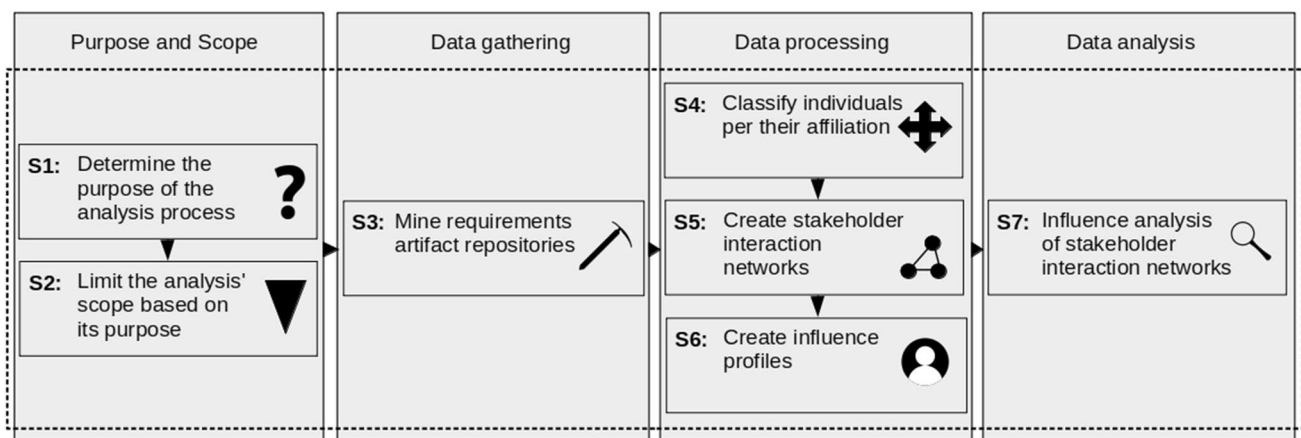 Purpose and Scope
Data gathering
Data processing
Data analysis
S1: Determine the
purpose of the
analysis process
S2: Limit the analysis'
scope based on
its purpose
S3: Mine requirements
artifact repositories
S4: Classify individuals
per their affiliation
S5: Create stakeholder
interaction
networks
S6: Create influence
profiles
S7: Influence analysis
of stakeholder
interaction networks